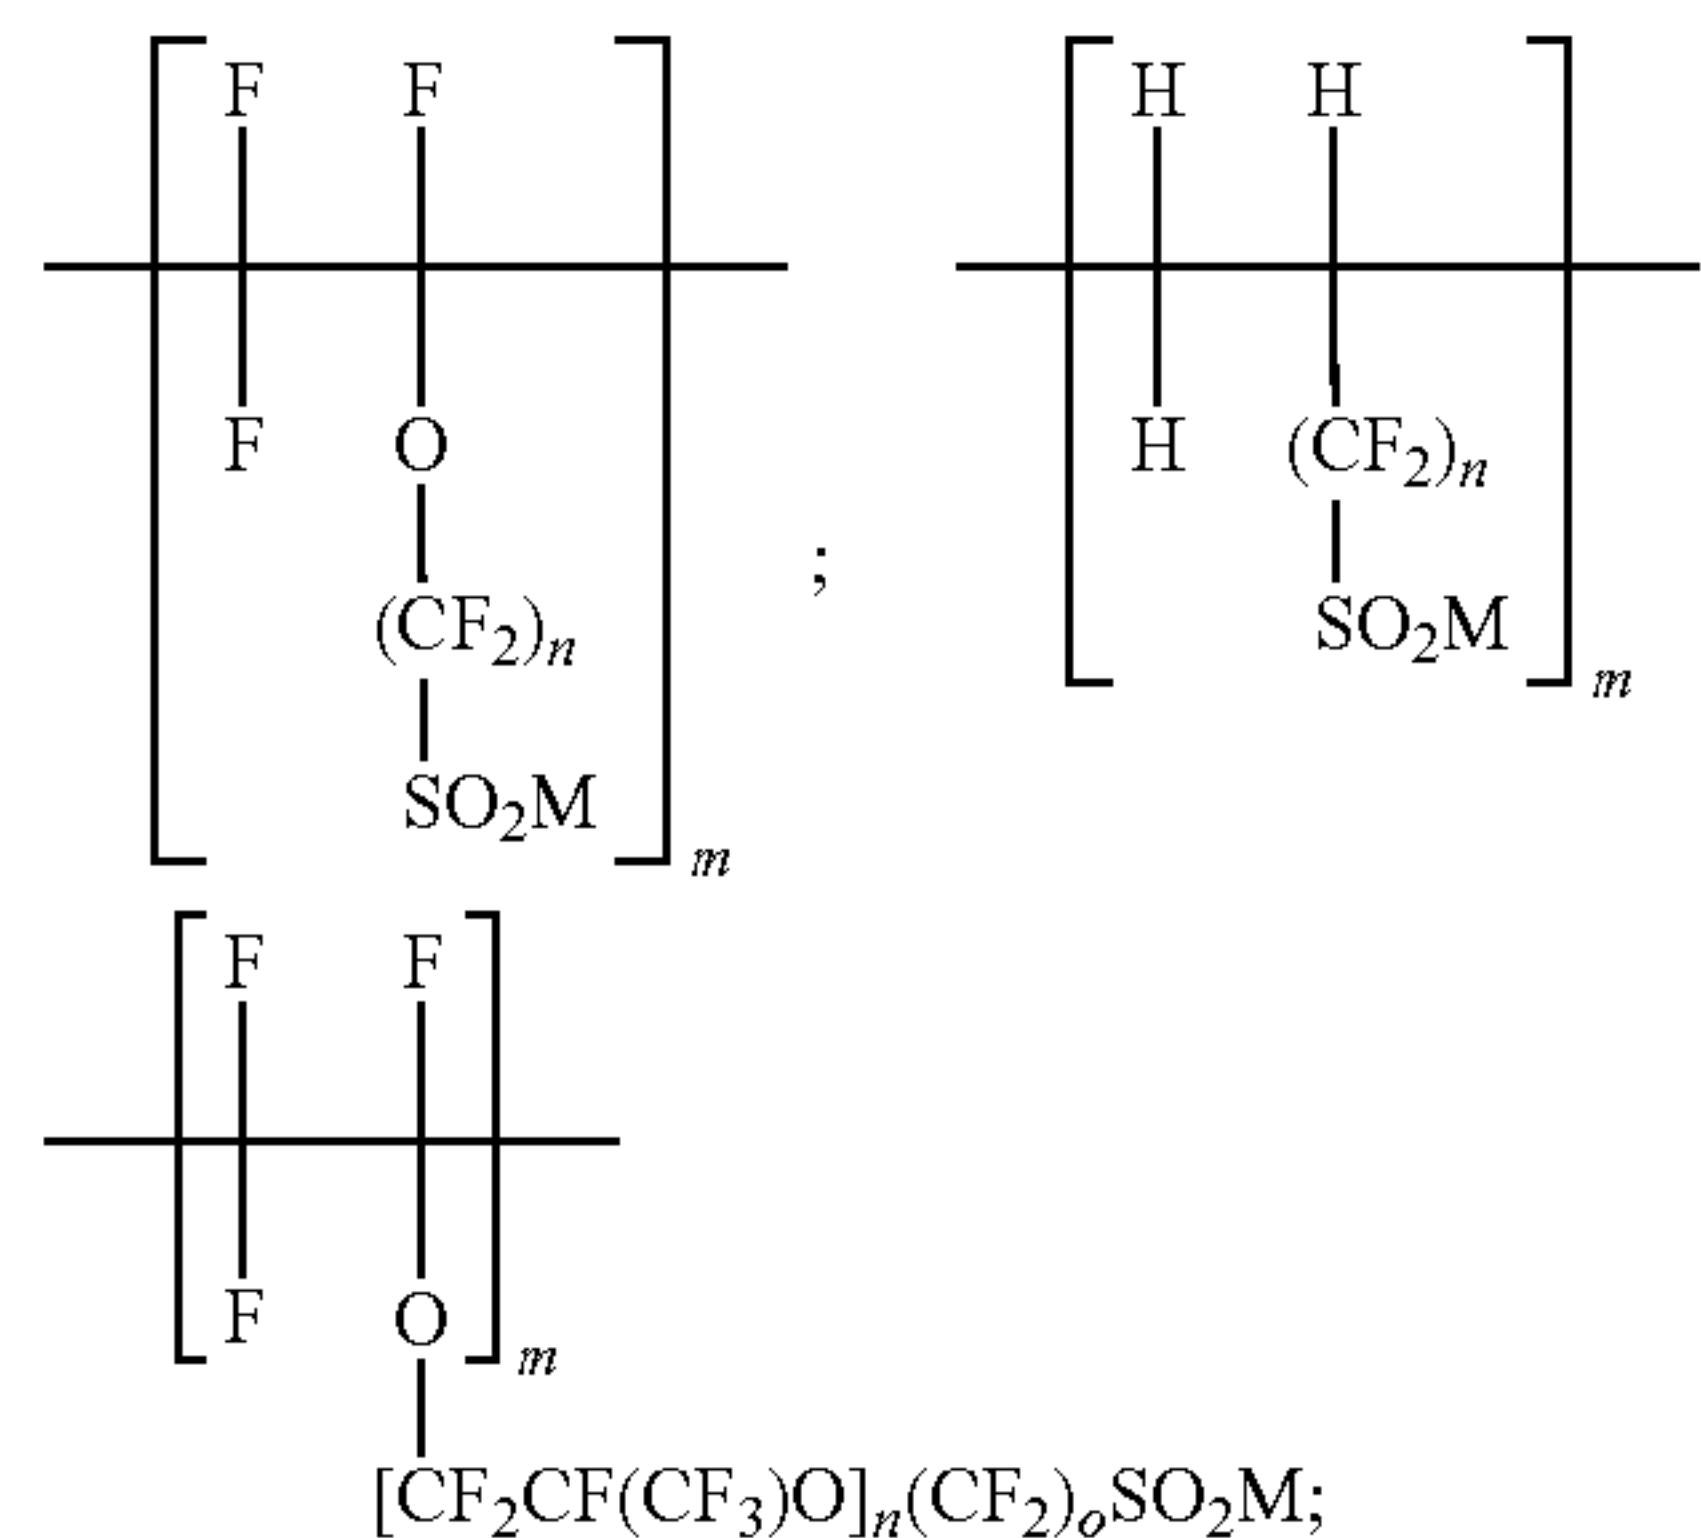 F F H H
F O H (CF₂)ₙ
;
(CF₂)ₙ SO₂M
m
SO₂M
m
F F
F O
m
[CF₂CF(CF₃)O]ₙ(CF₂)ₒSO₂M;